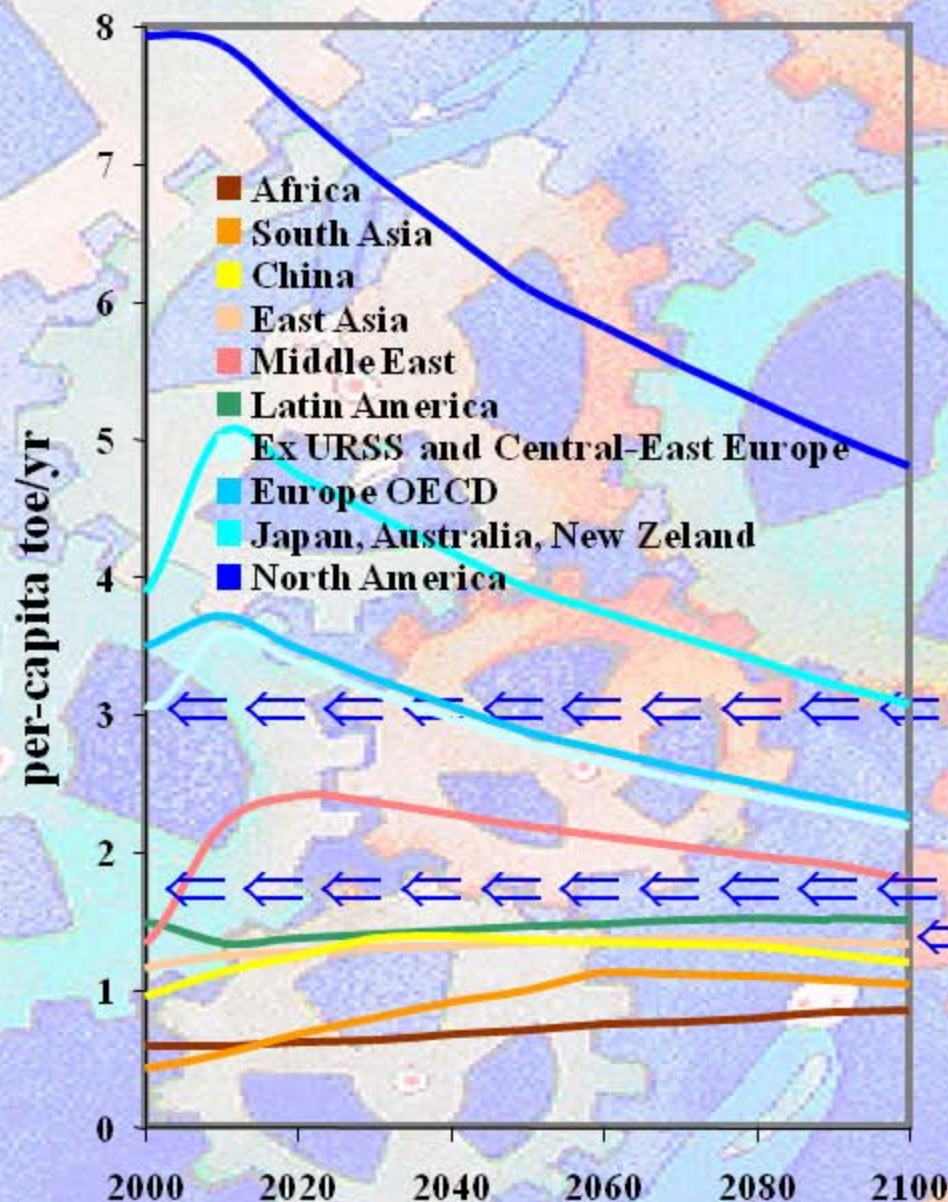 8
7
Africa
South Asia
China
6
East Asia
Middle East
Latin America
5
Ex URSS and Central-East Europe
Europe OECD
Japan, Australia, New Zeland
4
North America
per-capita toe/yr
3
2
1
0
2000 2020 2040 2060 2080 2100